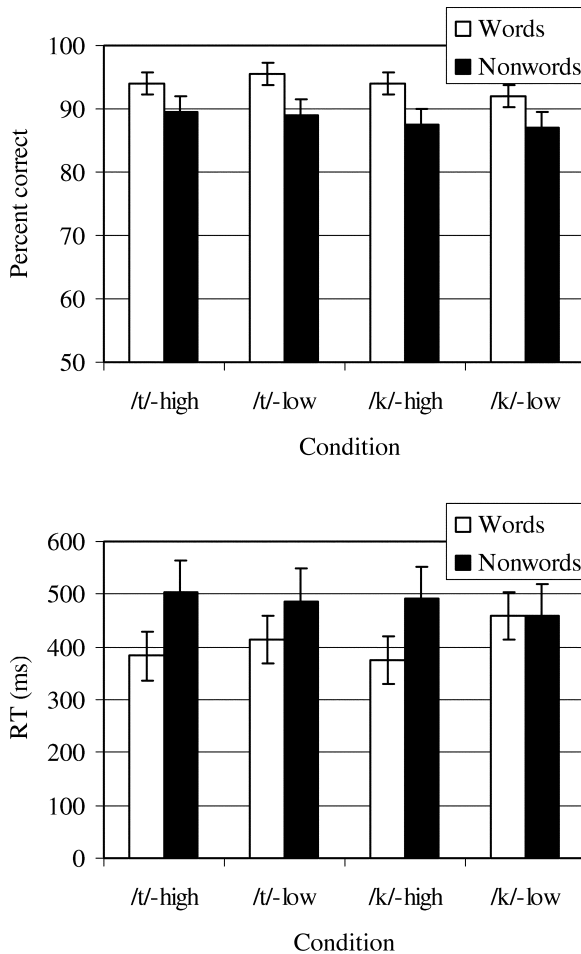 Words
Nonwords
100
90
80
70
60
50
Percent correct
/t/-high /t/-low /k/-high /k/-low
Condition
Words
Nonwords
600
500
400
300
200
100
0
RT (ms)
/t/-high /t/-low /k/-high /k/-low
Condition